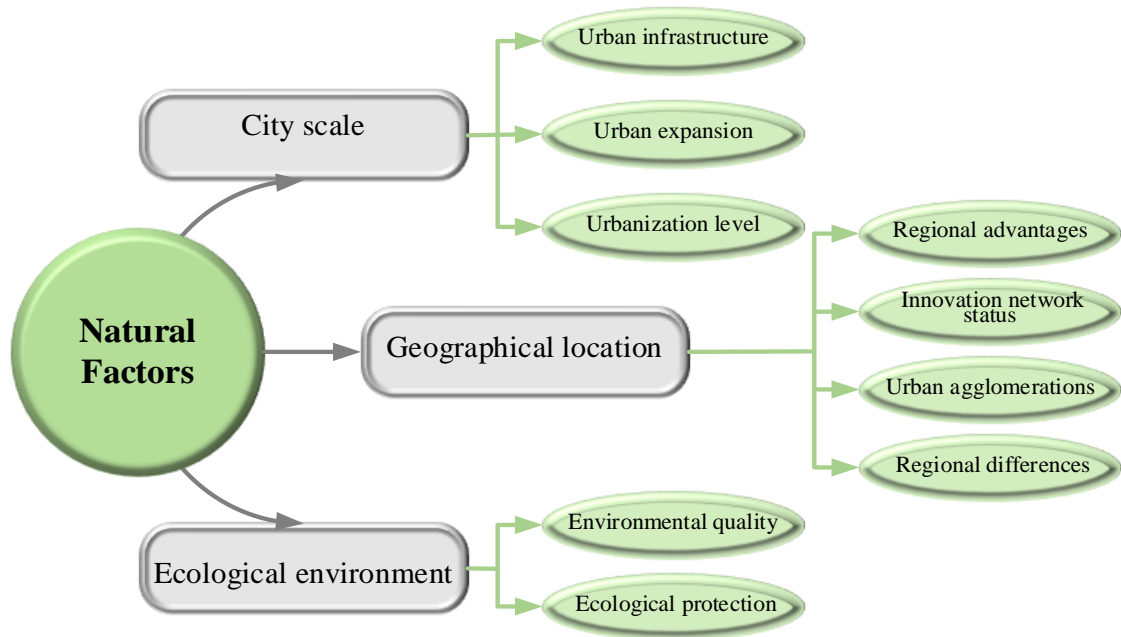 Natural
Factors
City scale
Urban infrastructure
Urban expansion
Urbanization level
Geographical location
Regional advantages
Innovation network
status
Urban agglomerations
Regional differences
Ecological environment
Environmental quality
Ecological protection